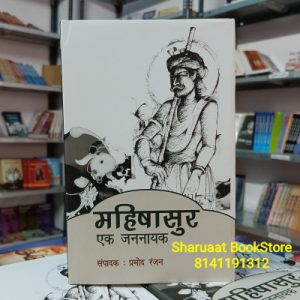 महिषासुर
एक जननायक
Sharuaat BookStore
संपादक : प्रमोद रंजन
8141191312